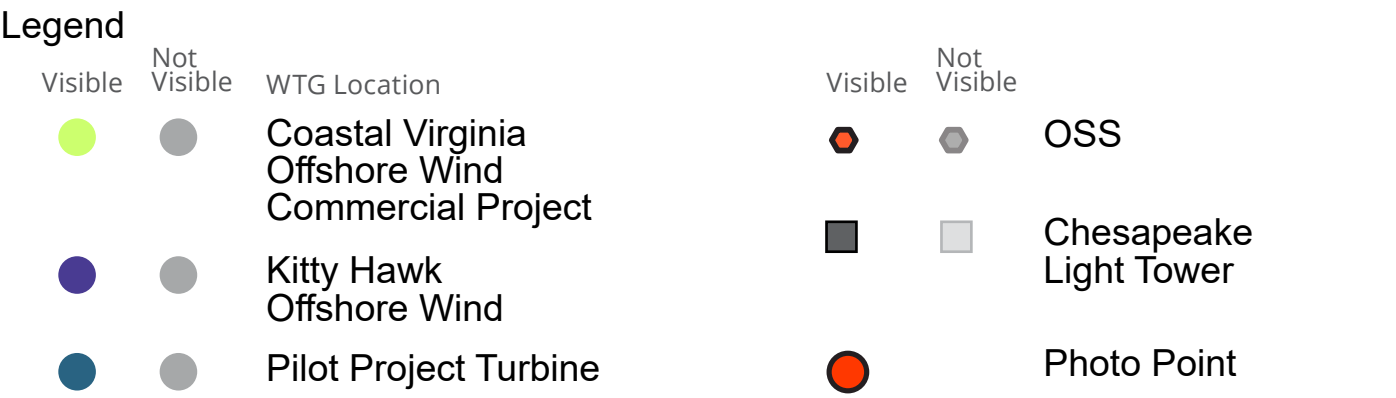 Legend
Visible
Not
Visible
WTG Location
Coastal Virginia
Offshore Wind
Commercial Project
Kitty Hawk
Offshore Wind
Pilot Project Turbine
Visible
Not
Visible
OSS
Chesapeake
Light Tower
Photo Point